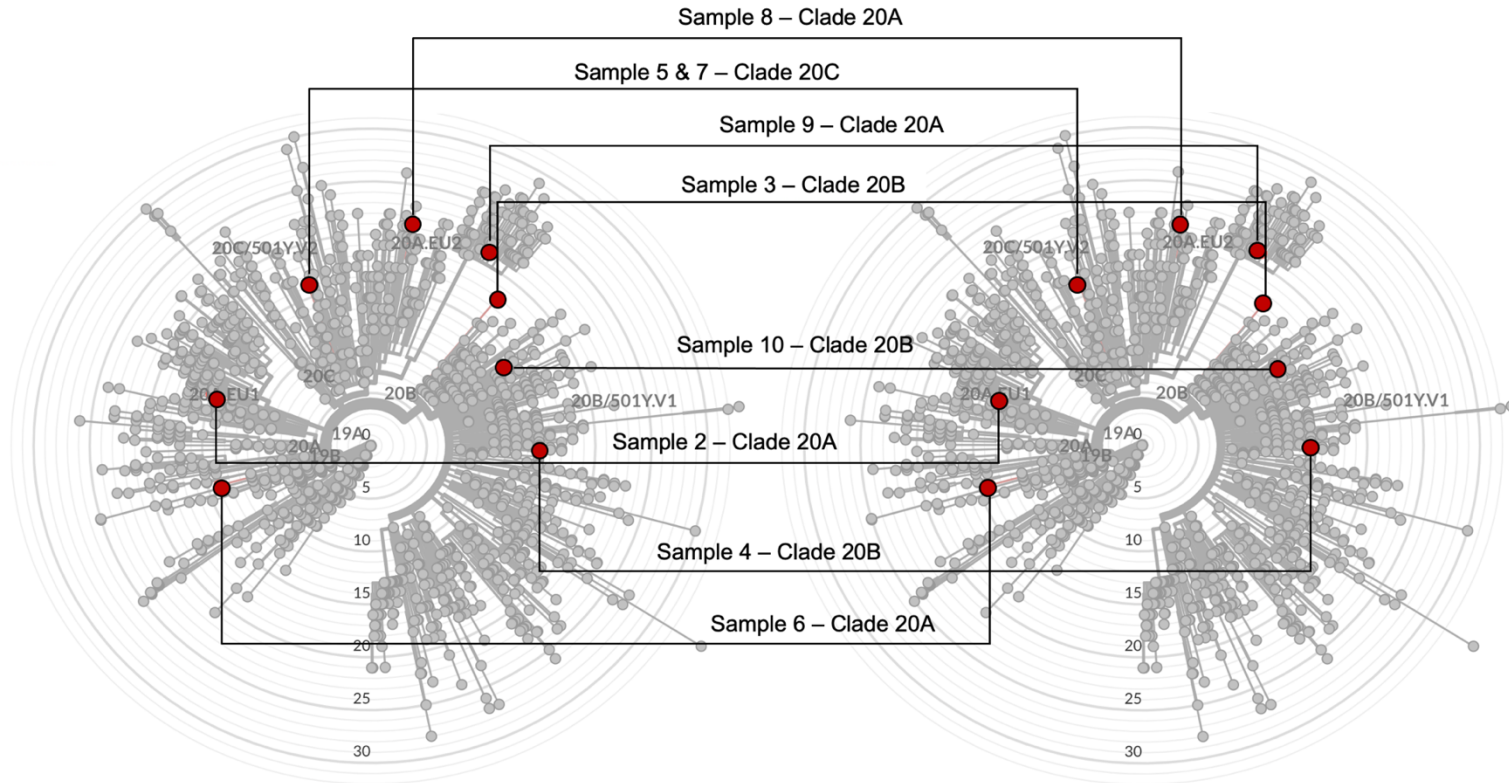 Sample 8 – Clade 20A
Sample 5 & 7 – Clade 20C
Sample 9 – Clade 20A
Sample 3 – Clade 20B
20C/501Y.V2
20A.EU2
20C/501Y.V2
20A.EU2
Sample 10 – Clade 20B
20C
20B
20C
20B
20A.EU1
20B/501Y.V1
20A.EU1
20B/501Y.V1
19A
0
19A
0
20A
Sample 2 – Clade 20A
20A
19B
19B
5
5
10
10
Sample 4 – Clade 20B
15
15
Sample 6 – Clade 20A
20
20
25
25
30
30